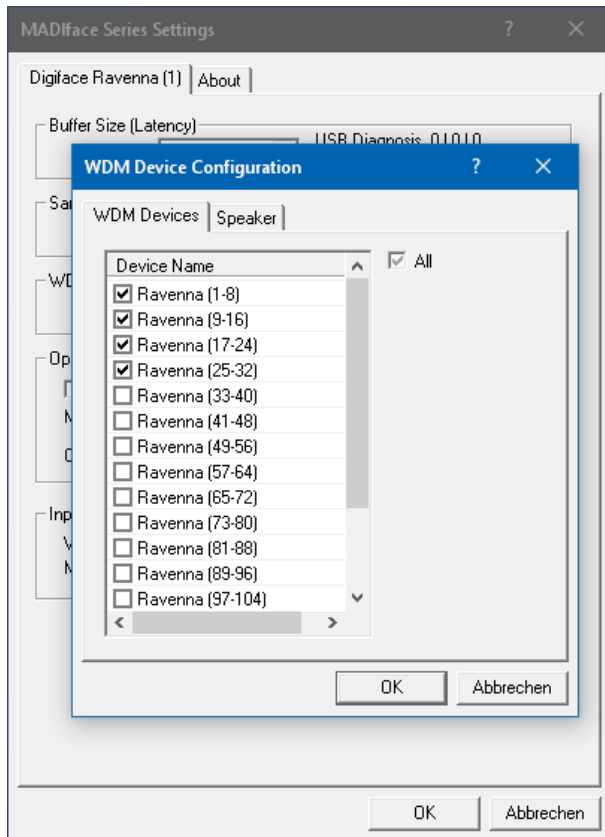 MADIface Series Settings
Digiface Ravenna (1) About
Buffer Size (Latency)
USB Diagnosis 0 | 0 | 0 | 0
WDM Device Configuration
WDM Devices Speaker
Device Name
All
Ravenna (1-8)
Ravenna (9-16)
Ravenna (17-24)
Ravenna (25-32)
Ravenna (33-40)
Ravenna (41-48)
Ravenna (49-56)
Ravenna (57-64)
Ravenna (65-72)
Ravenna (73-80)
Ravenna (81-88)
Ravenna (89-96)
Ravenna (97-104)
OK Abbrechen
OK Abbrechen